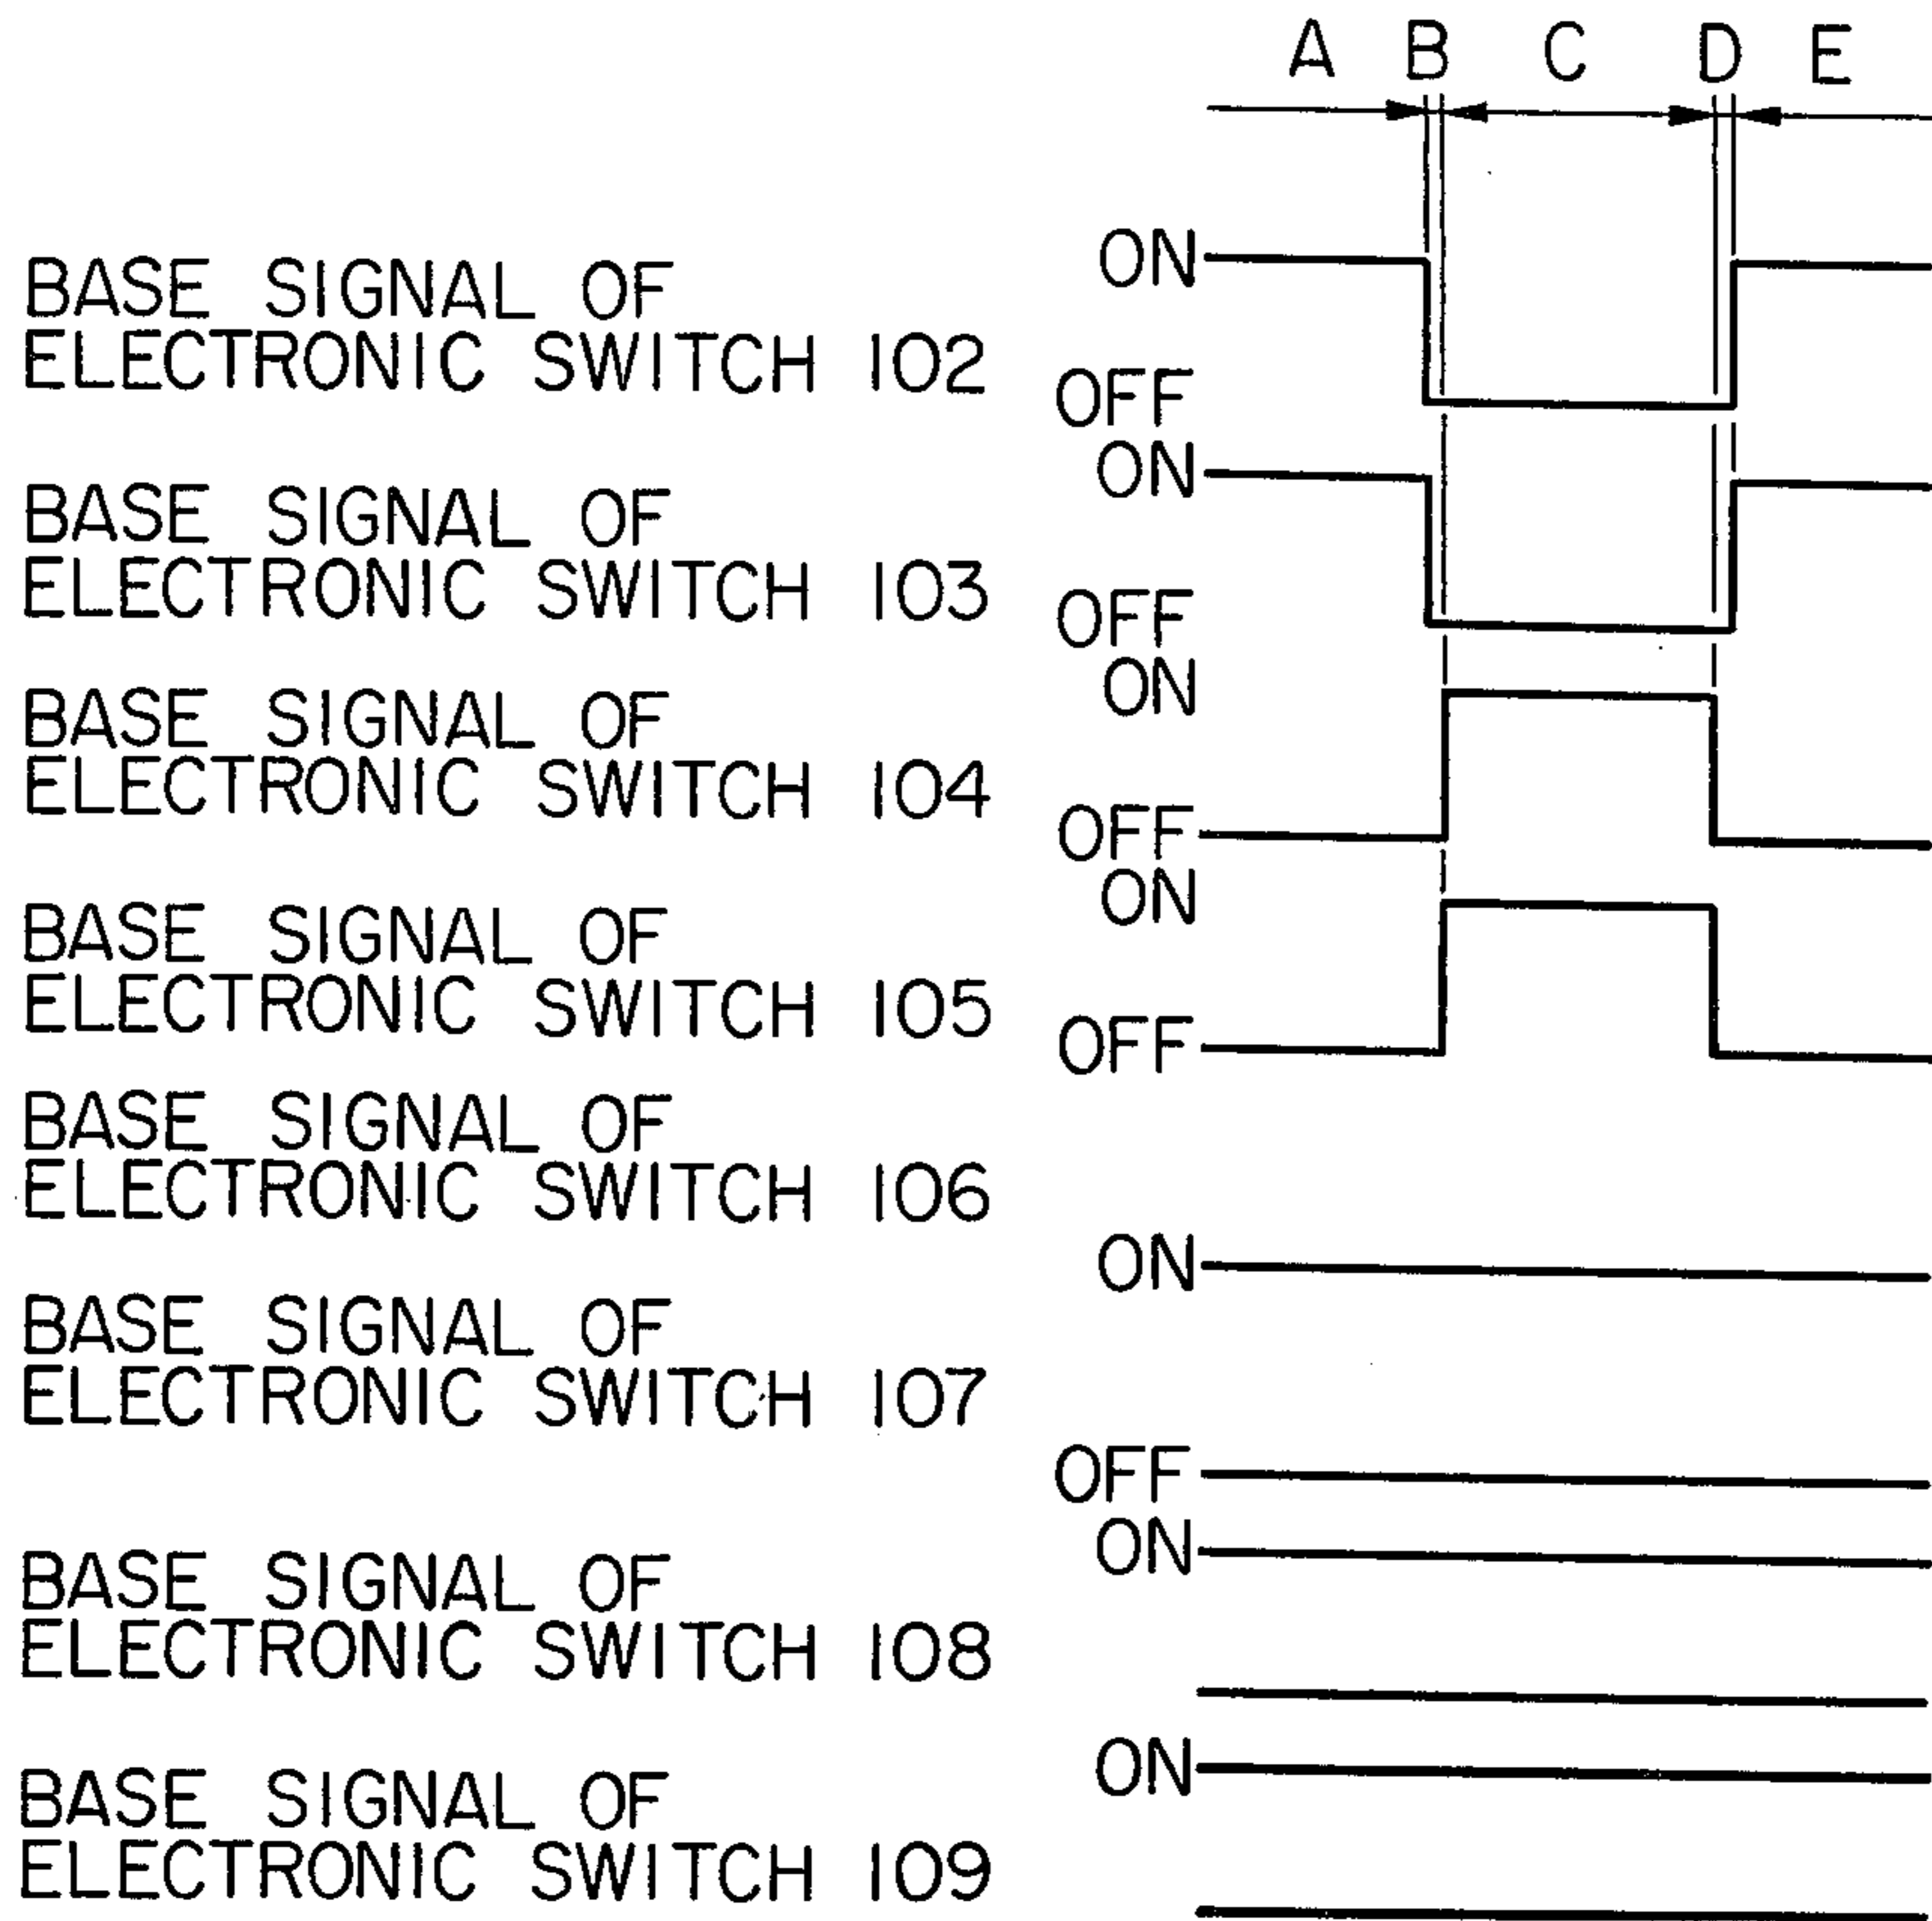 A B C D E
BASE SIGNAL OF
ELECTRONIC SWITCH 102
ON
OFF
BASE SIGNAL OF
ELECTRONIC SWITCH 103
ON
OFF
BASE SIGNAL OF
ELECTRONIC SWITCH 104
ON
OFF
BASE SIGNAL OF
ELECTRONIC SWITCH 105
ON
OFF
BASE SIGNAL OF
ELECTRONIC SWITCH 106
ON
BASE SIGNAL OF
ELECTRONIC SWITCH 107
OFF
BASE SIGNAL OF
ELECTRONIC SWITCH 108
ON
BASE SIGNAL OF
ELECTRONIC SWITCH 109
ON